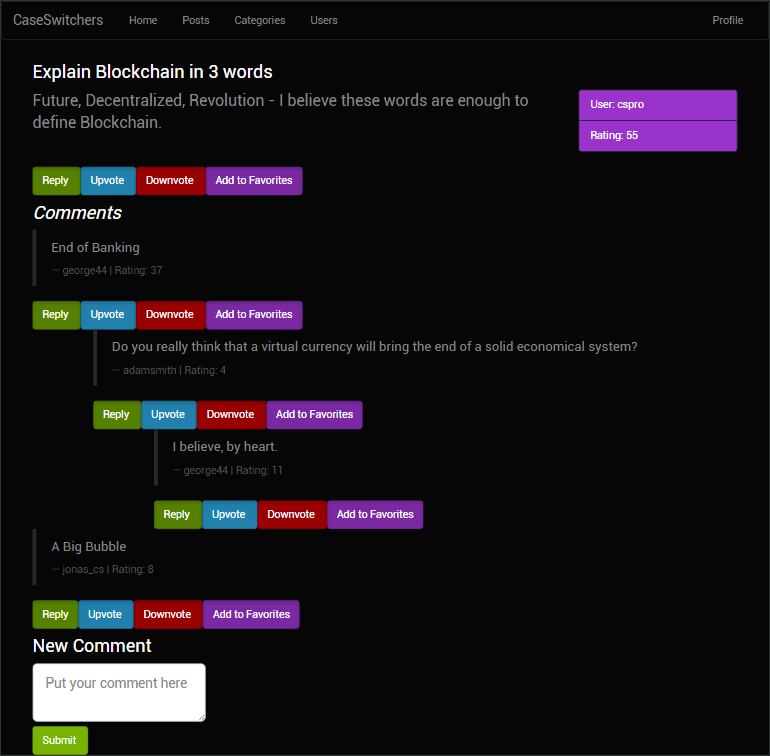 CaseSwitchers Home Posts Categories Users Profile
Explain Blockchain in 3 words
Future, Decentralized, Revolution - I believe these words are enough to
define Blockchain.
User: cspro
Rating: 55
Reply Upvote Downvote Add to Favorites
Comments
End of Banking
— george44 | Rating: 37
Reply Upvote Downvote Add to Favorites
Do you really think that a virtual currency will bring the end of a solid economical system?
— adamsmith | Rating: 4
Reply Upvote Downvote Add to Favorites
I believe, by heart.
— george44 | Rating: 11
Reply Upvote Downvote Add to Favorites
A Big Bubble
— jonas_cs | Rating: 8
Reply Upvote Downvote Add to Favorites
New Comment
Put your comment here
Submit